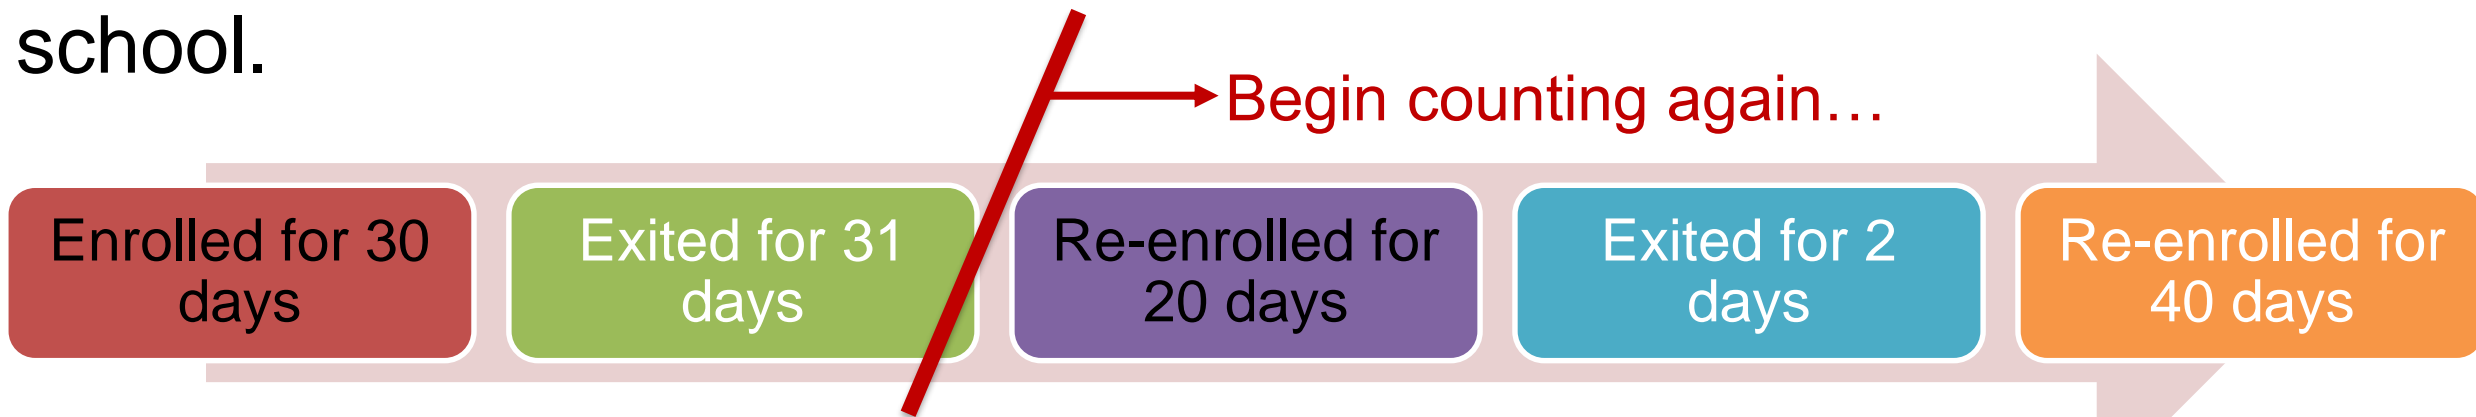 school.
Begin counting again…
Enrolled for 30
days
Exited for 31
days
Re-enrolled for
20 days
Exited for 2
days
Re-enrolled for
40 days